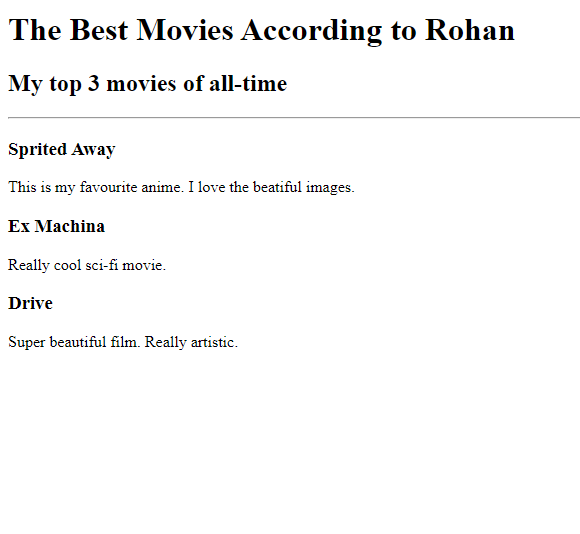 The Best Movies According to Rohan
My top 3 movies of all-time
Sprited Away
This is my favourite anime. I love the beatiful images.
Ex Machina
Really cool sci-fi movie.
Drive
Super beautiful film. Really artistic.